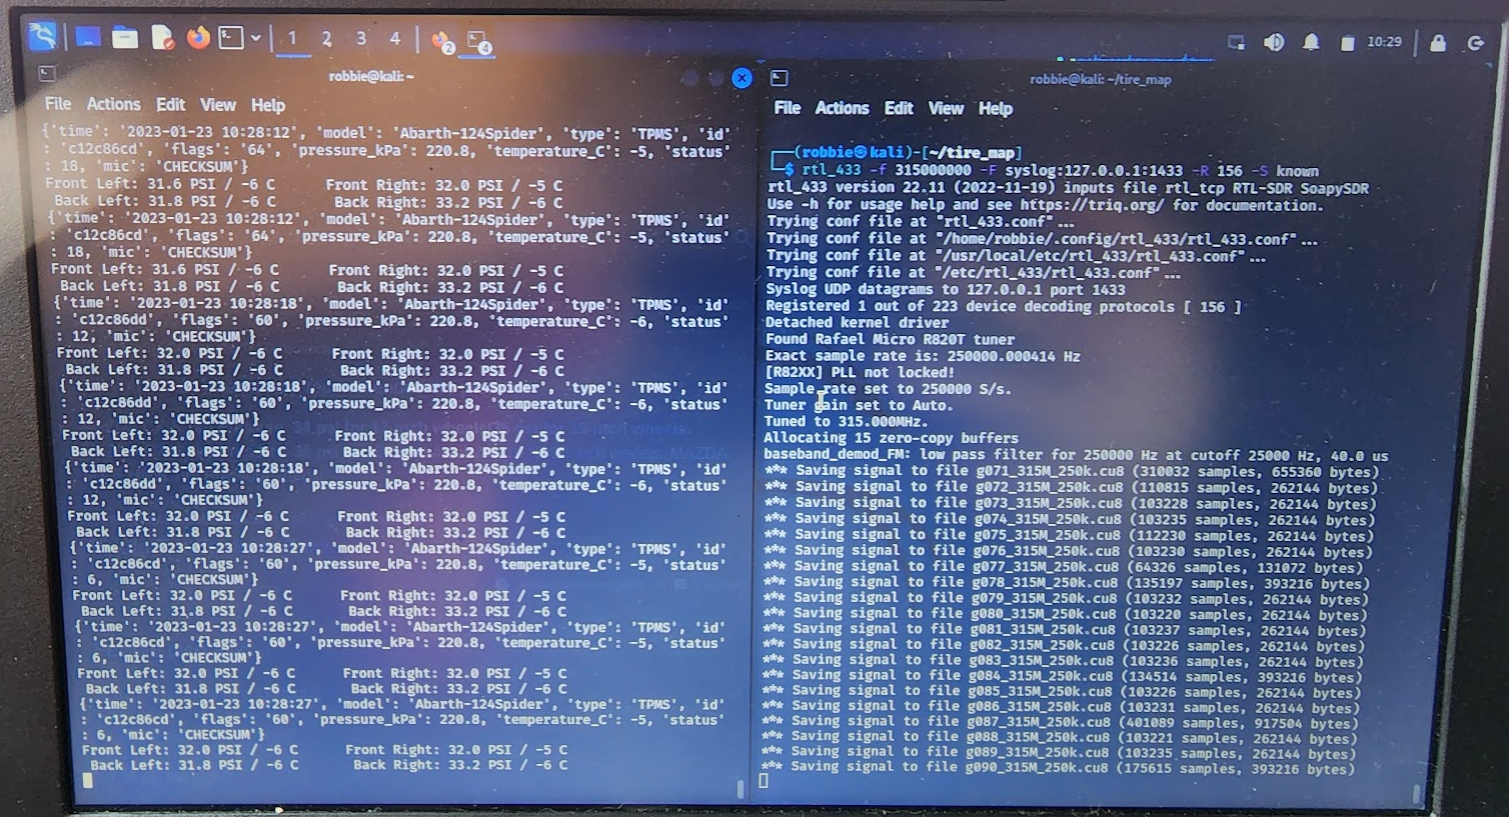 1 2 3 4 2 4 10:29
robbie@kali: ~
File Actions Edit View Help
{'time': '2023-01-23 10:28:12', 'model': 'Abarth-124Spider', 'type': 'TPMS', 'id'
: 'c12c86cd', 'flags': '64', 'pressure_kPa': 220.8, 'temperature_C': -5, 'status'
: 18, 'mic': 'CHECKSUM'}
Front Left: 31.6 PSI / -6 C Front Right: 32.0 PSI / -5 C
Back Left: 31.8 PSI / -6 C Back Right: 33.2 PSI / -6 C
{'time': '2023-01-23 10:28:12', 'model': 'Abarth-124Spider', 'type': 'TPMS', 'id'
: 'c12c86cd', 'flags': '64', 'pressure_kPa': 220.8, 'temperature_C': -5, 'status'
: 18, 'mic': 'CHECKSUM'}
Front Left: 31.6 PSI / -6 C Front Right: 32.0 PSI / -5 C
Back Left: 31.8 PSI / -6 C Back Right: 33.2 PSI / -6 C
{'time': '2023-01-23 10:28:18', 'model': 'Abarth-124Spider', 'type': 'TPMS', 'id'
: 'c12c86dd', 'flags': '60', 'pressure_kPa': 220.8, 'temperature_C': -6, 'status'
: 12, 'mic': 'CHECKSUM'}
Front Left: 32.0 PSI / -6 C Front Right: 32.0 PSI / -5 C
Back Left: 31.8 PSI / -6 C Back Right: 33.2 PSI / -6 C
{'time': '2023-01-23 10:28:18', 'model': 'Abarth-124Spider', 'type': 'TPMS', 'id'
: 'c12c86dd', 'flags': '60', 'pressure_kPa': 220.8, 'temperature_C': -6, 'status'
: 12, 'mic': 'CHECKSUM'}
Front Left: 32.0 PSI / -6 C Front Right: 32.0 PSI / -5 C
Back Left: 31.8 PSI / -6 C Back Right: 33.2 PSI / -6 C
{'time': '2023-01-23 10:28:18', 'model': 'Abarth-124Spider', 'type': 'TPMS', 'id'
: 'c12c86dd', 'flags': '60', 'pressure_kPa': 220.8, 'temperature_C': -6, 'status'
: 12, 'mic': 'CHECKSUM'}
Front Left: 32.0 PSI / -6 C Front Right: 32.0 PSI / -5 C
Back Left: 31.8 PSI / -6 C Back Right: 33.2 PSI / -6 C
{'time': '2023-01-23 10:28:27', 'model': 'Abarth-124Spider', 'type': 'TPMS', 'id'
: 'c12c86cd', 'flags': '60', 'pressure_kPa': 220.8, 'temperature_C': -5, 'status'
: 6, 'mic': 'CHECKSUM'}
Front Left: 32.0 PSI / -6 C Front Right: 32.0 PSI / -5 C
Back Left: 31.8 PSI / -6 C Back Right: 33.2 PSI / -6 C
{'time': '2023-01-23 10:28:27', 'model': 'Abarth-124Spider', 'type': 'TPMS', 'id'
: 'c12c86cd', 'flags': '60', 'pressure_kPa': 220.8, 'temperature_C': -5, 'status'
: 6, 'mic': 'CHECKSUM'}
Front Left: 32.0 PSI / -6 C Front Right: 32.0 PSI / -5 C
Back Left: 31.8 PSI / -6 C Back Right: 33.2 PSI / -6 C
{'time': '2023-01-23 10:28:27', 'model': 'Abarth-124Spider', 'type': 'TPMS', 'id'
: 'c12c86cd', 'flags': '60', 'pressure_kPa': 220.8, 'temperature_C': -5, 'status'
: 6, 'mic': 'CHECKSUM'}
Front Left: 32.0 PSI / -6 C Front Right: 32.0 PSI / -5 C
Back Left: 31.8 PSI / -6 C Back Right: 33.2 PSI / -6 C
robbie@kali: ~/tire_map
File Actions Edit View Help
(robbie@kali)-[~/tire_map]
$ rtl_433 -f 315000000 -F syslog:127.0.0.1:1433 -R 156 -S known
rtl_433 version 22.11 (2022-11-19) inputs file rtl_tcp RTL-SDR SoapySDR
Use -h for usage help and see https://triq.org/ for documentation.
Trying conf file at "rtl_433.conf"...
Trying conf file at "/home/robbie/.config/rtl_433/rtl_433.conf"...
Trying conf file at "/usr/local/etc/rtl_433/rtl_433.conf"...
Trying conf file at "/etc/rtl_433/rtl_433.conf"...
Syslog UDP datagrams to 127.0.0.1 port 1433
Registered 1 out of 223 device decoding protocols [ 156 ]
Detached kernel driver
Found Rafael Micro R820T tuner
Exact sample rate is: 250000.000414 Hz
[R82XX] PLL not locked!
Sample rate set to 250000 S/s.
Tuner gain set to Auto.
Tuned to 315.000MHz.
Allocating 15 zero-copy buffers
baseband_demod_FM: low pass filter for 250000 Hz at cutoff 25000 Hz, 40.0 us
*** Saving signal to file g071_315M_250k.cu8 (310032 samples, 655360 bytes)
*** Saving signal to file g072_315M_250k.cu8 (110815 samples, 262144 bytes)
*** Saving signal to file g073_315M_250k.cu8 (103228 samples, 262144 bytes)
*** Saving signal to file g074_315M_250k.cu8 (103235 samples, 262144 bytes)
*** Saving signal to file g075_315M_250k.cu8 (112230 samples, 262144 bytes)
*** Saving signal to file g076_315M_250k.cu8 (103230 samples, 262144 bytes)
*** Saving signal to file g077_315M_250k.cu8 (64326 samples, 131072 bytes)
*** Saving signal to file g078_315M_250k.cu8 (135197 samples, 393216 bytes)
*** Saving signal to file g079_315M_250k.cu8 (103232 samples, 262144 bytes)
*** Saving signal to file g080_315M_250k.cu8 (103220 samples, 262144 bytes)
*** Saving signal to file g081_315M_250k.cu8 (103237 samples, 262144 bytes)
*** Saving signal to file g082_315M_250k.cu8 (103226 samples, 262144 bytes)
*** Saving signal to file g083_315M_250k.cu8 (103236 samples, 262144 bytes)
*** Saving signal to file g084_315M_250k.cu8 (134514 samples, 393216 bytes)
*** Saving signal to file g085_315M_250k.cu8 (103226 samples, 262144 bytes)
*** Saving signal to file g086_315M_250k.cu8 (103231 samples, 262144 bytes)
*** Saving signal to file g087_315M_250k.cu8 (401089 samples, 917504 bytes)
*** Saving signal to file g088_315M_250k.cu8 (103221 samples, 262144 bytes)
*** Saving signal to file g089_315M_250k.cu8 (103235 samples, 262144 bytes)
*** Saving signal to file g090_315M_250k.cu8 (175615 samples, 393216 bytes)